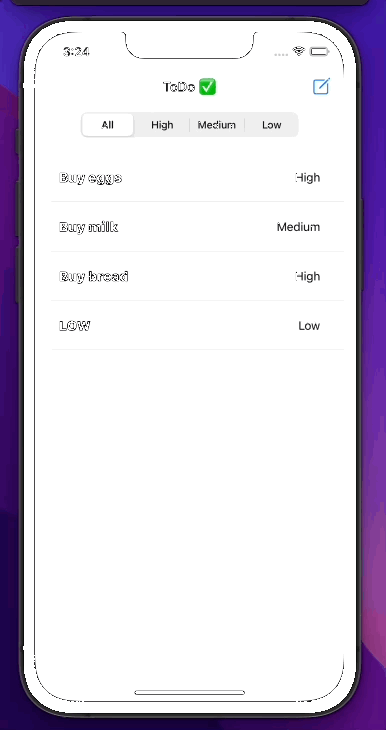 3:24
ToDo ✅
All High Medium Low
Buy eggs High
Buy milk Medium
Buy bread High
LOW Low